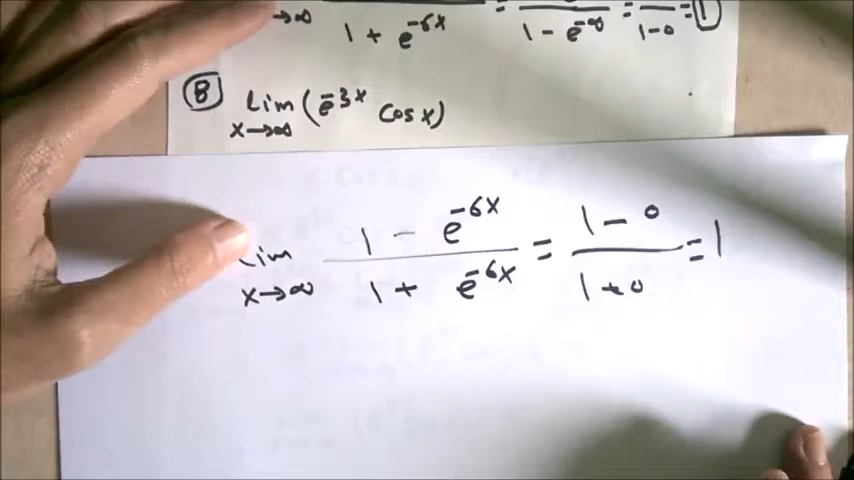 x→∞ 1 + e^-6x = 1 - e^-∞ = 1-0 = 1
8 Lim (e^-3x cos x)
x→∞
Lim 1 - e^-6x / 1 + e^-6x = 1 - 0 / 1 + 0 = 1
x→∞